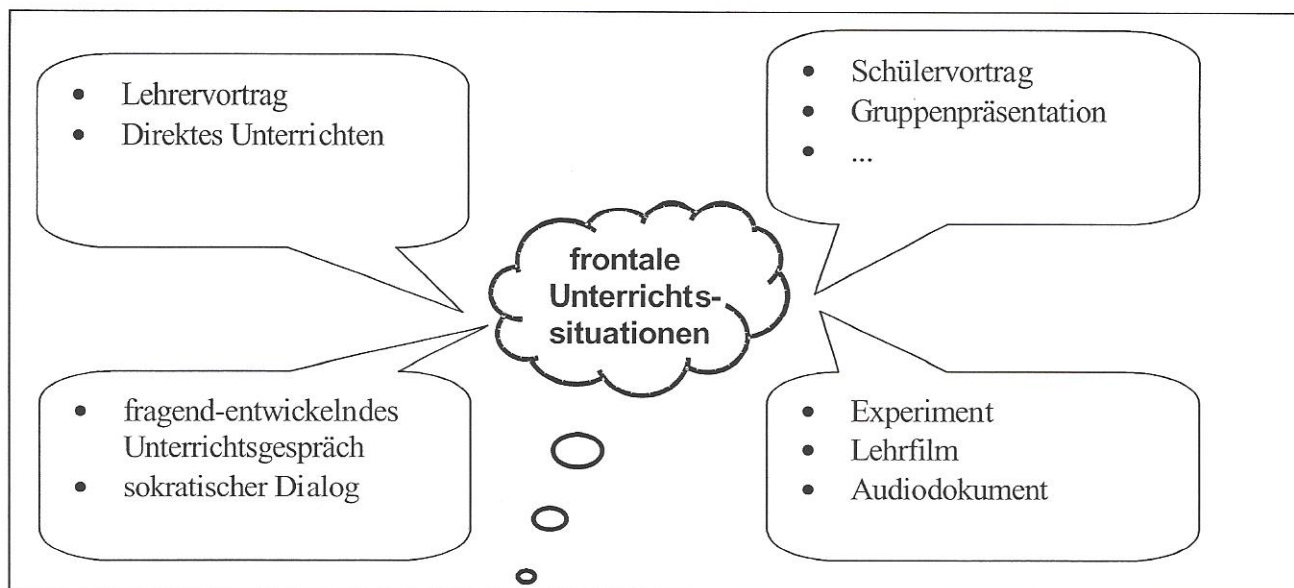 • Lehrervortrag
• Direktes Unterrichten
• Schülervortrag
• Gruppenpräsentation
• ...
frontale
Unterrichts-
situationen
• fragend-entwickelndes
Unterrichtsgespräch
• sokratischer Dialog
• Experiment
• Lehrfilm
• Audiodokument